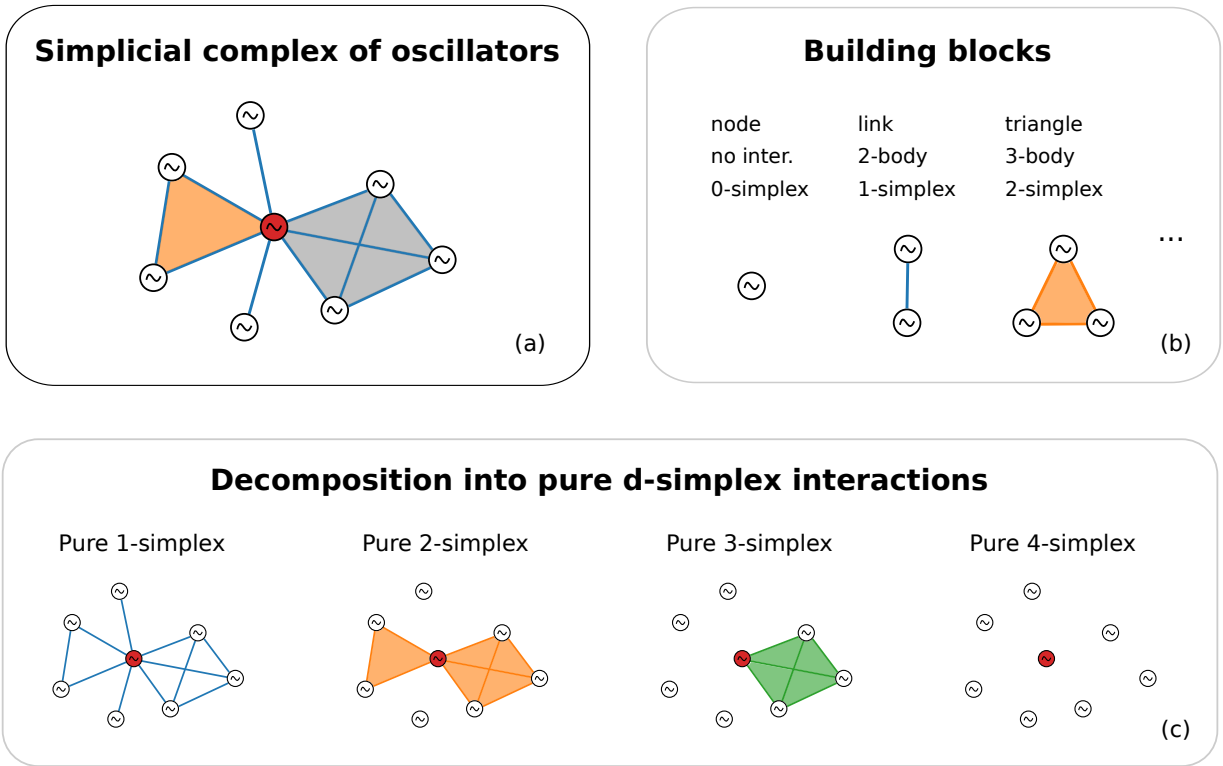 Simplicial complex of oscillators
(a)
Building blocks
node link triangle
no inter. 2-body 3-body
0-simplex 1-simplex 2-simplex
...
(b)
Decomposition into pure d-simplex interactions
Pure 1-simplex Pure 2-simplex Pure 3-simplex Pure 4-simplex
(c)